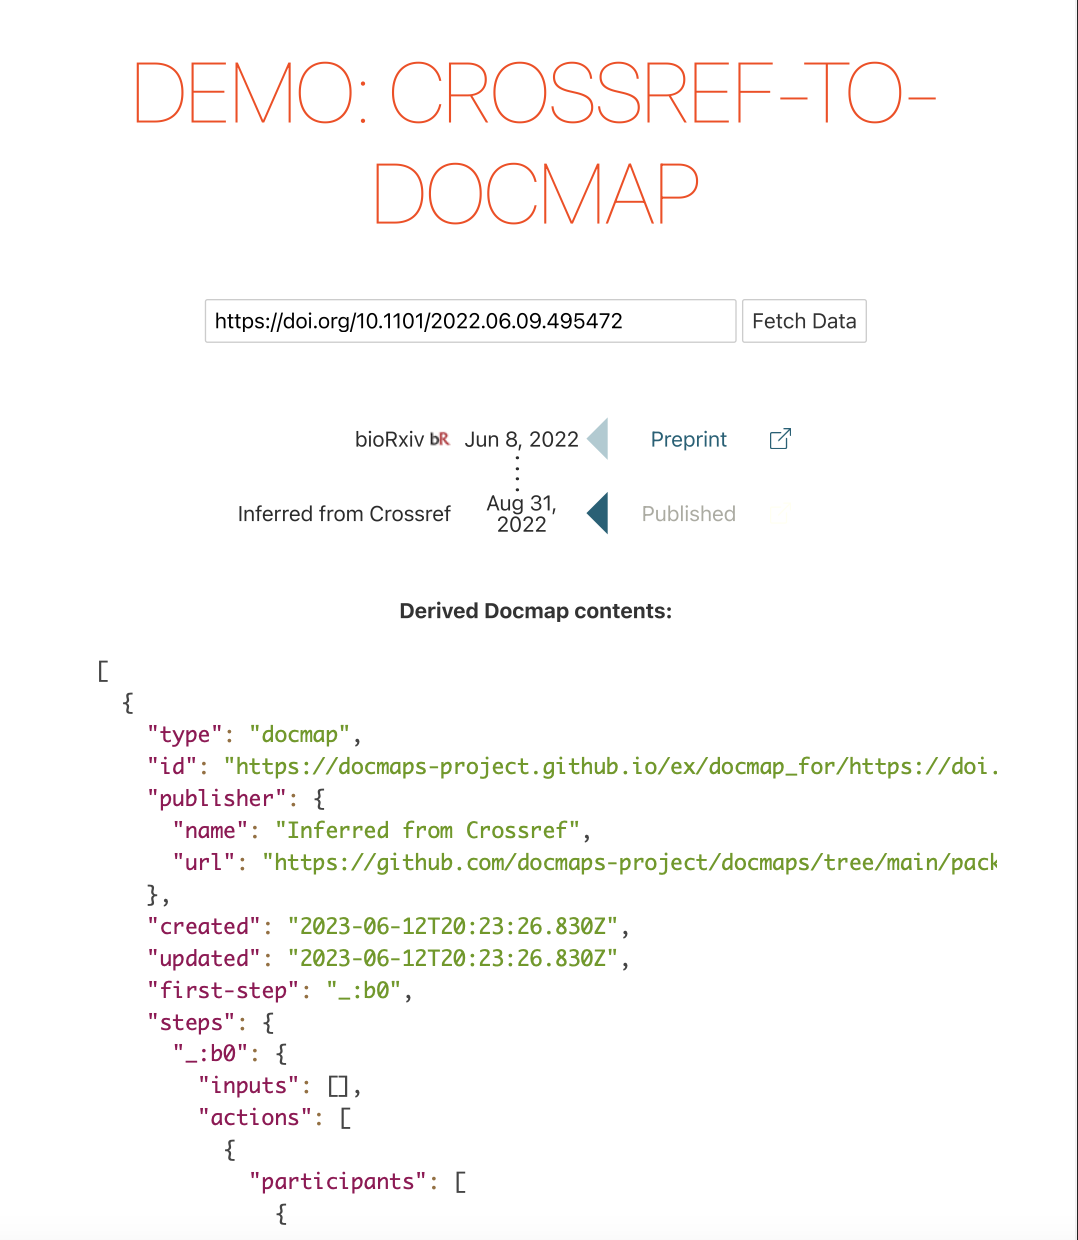 DEMO: CROSSREF-TO-
DOCMAP
https://doi.org/10.1101/2022.06.09.495472 Fetch Data
bioRxiv bR Jun 8, 2022 Preprint
Inferred from Crossref Aug 31, 2022 Published
Derived Docmap contents:
[
{
"type": "docmap",
"id": "https://docmaps-project.github.io/ex/docmap_for/https://doi.
"publisher": {
"name": "Inferred from Crossref",
"url": "https://github.com/docmaps-project/docmaps/tree/main/pack
},
"created": "2023-06-12T20:23:26.830Z",
"updated": "2023-06-12T20:23:26.830Z",
"first-step": "_:b0",
"steps": {
"_:b0": {
"inputs": [],
"actions": [
{
"participants": [
{